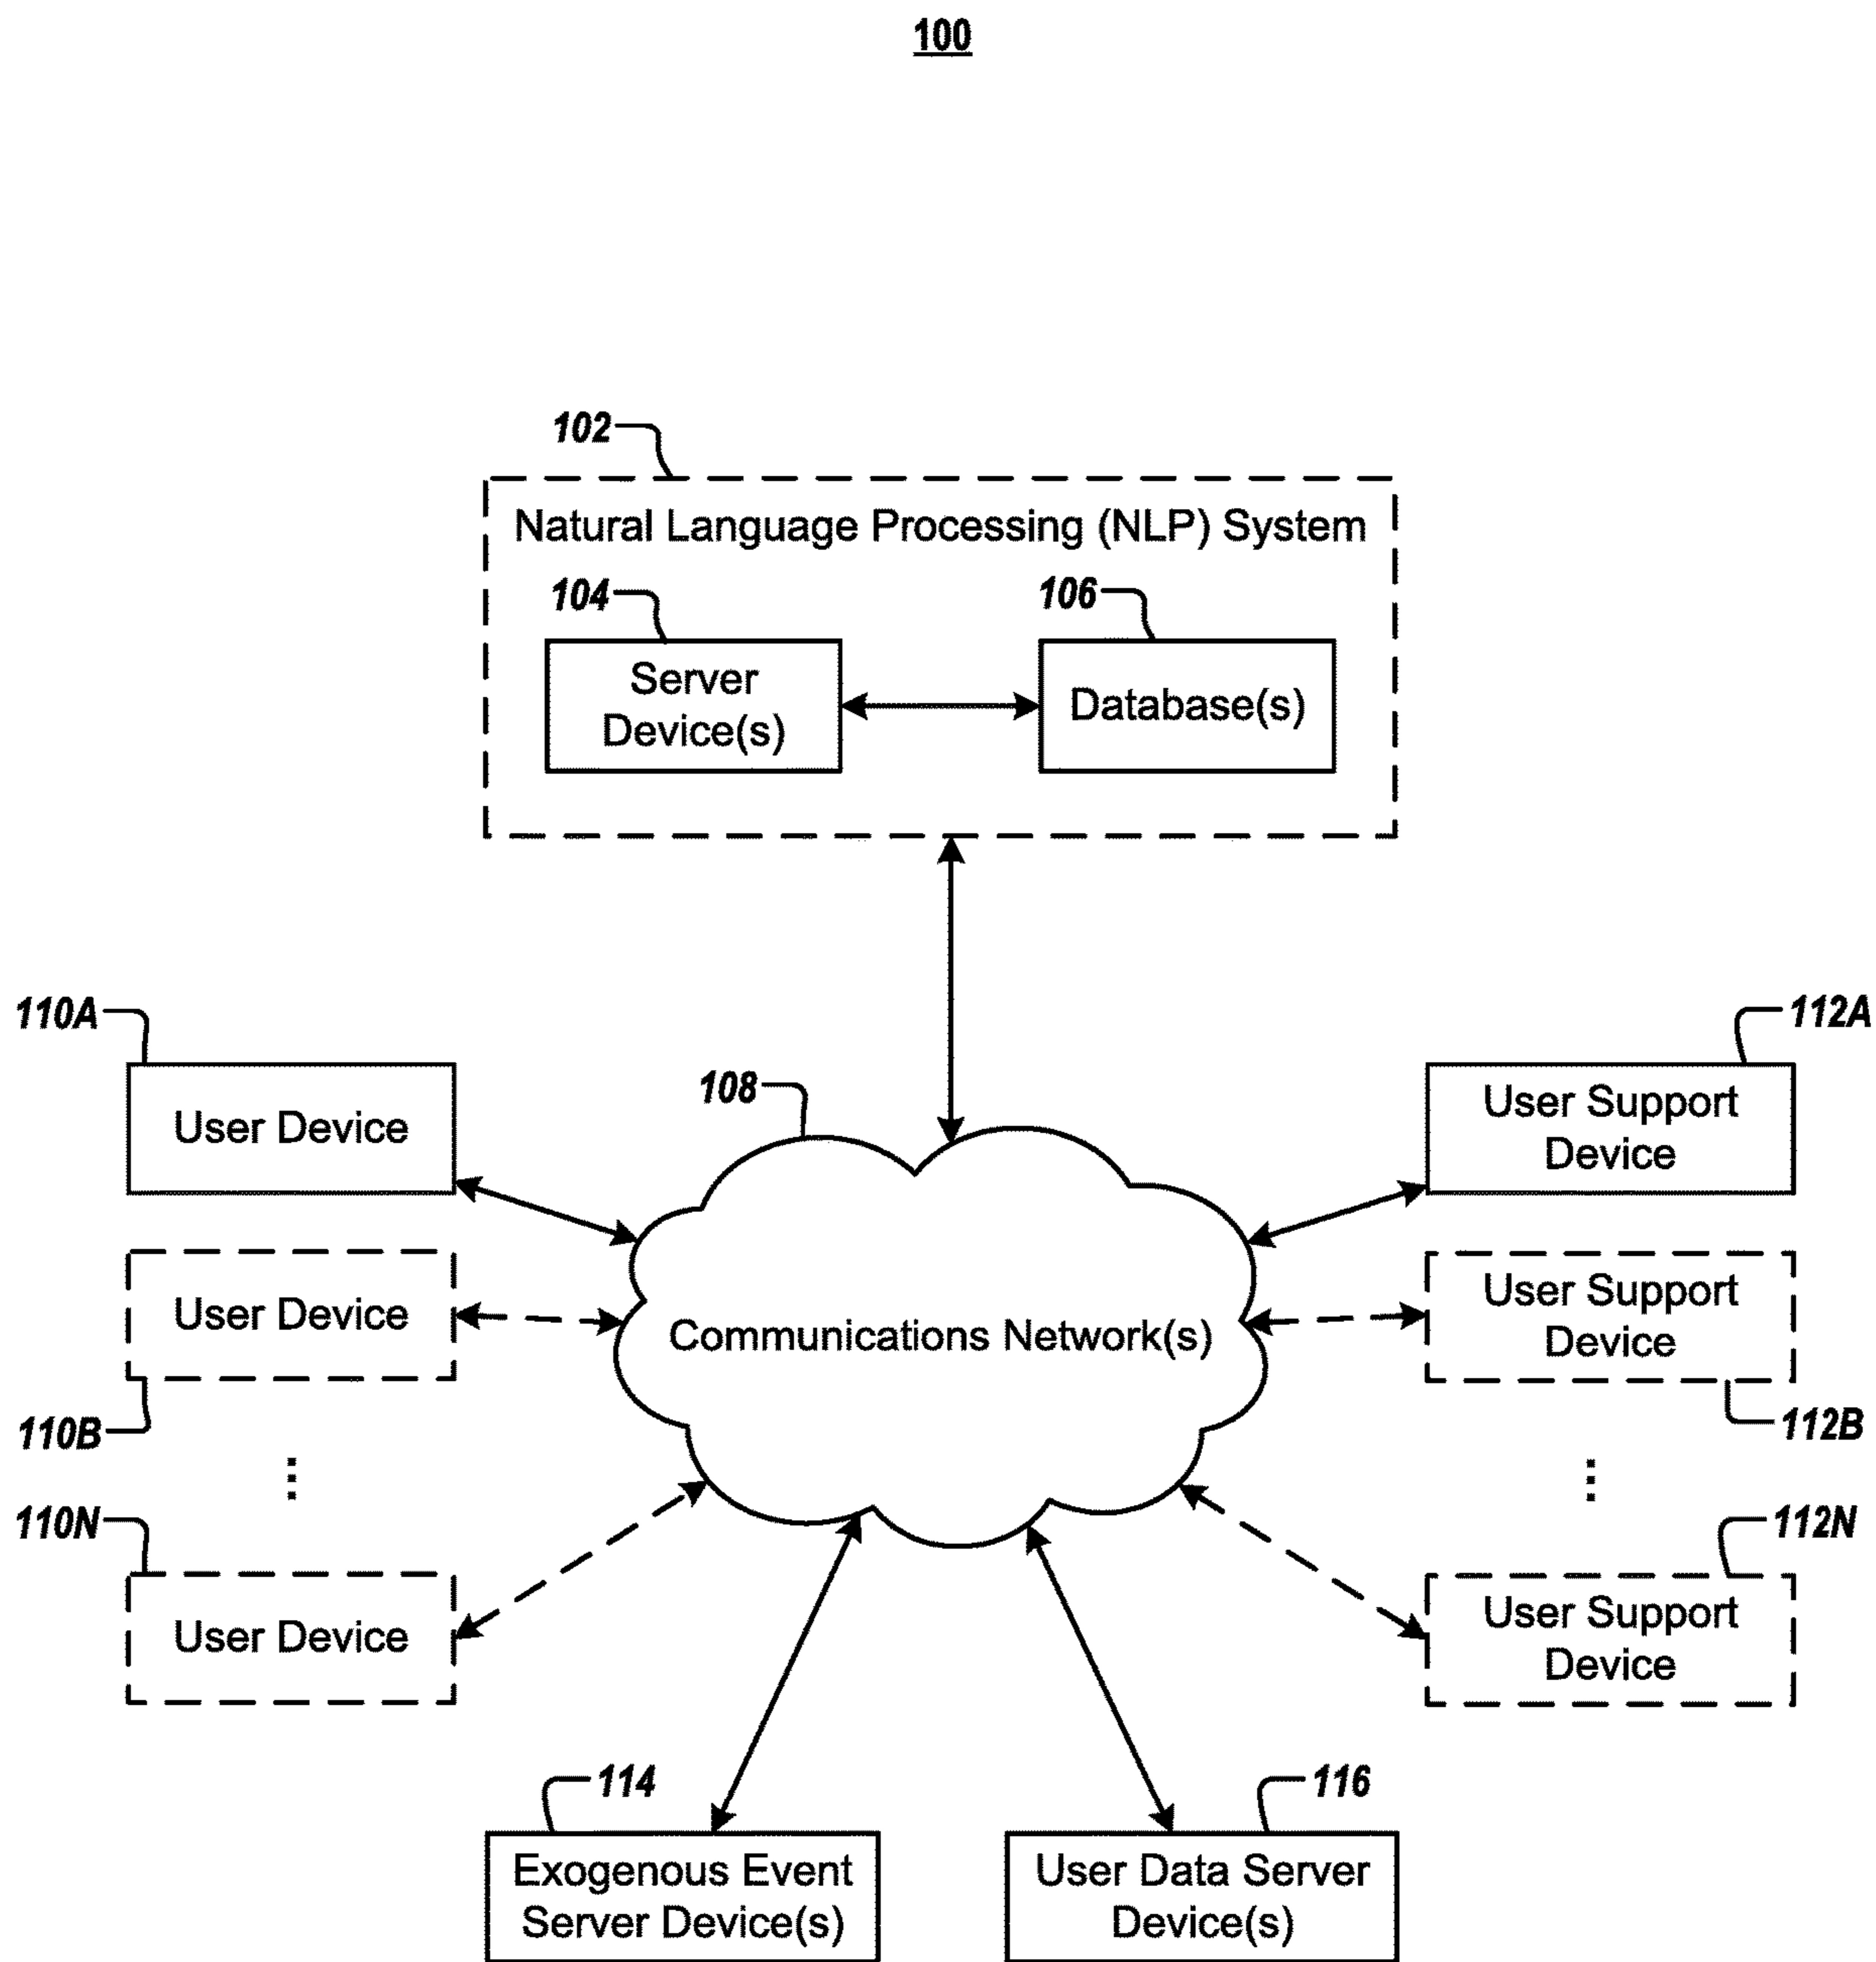 100
102
Natural Language Processing (NLP) System
104
106
Server
Device(s)
Database(s)
110A
User Device
108
112A
User Support
Device
User Device
110B
Communications Network(s)
User Support
Device
112B
⋮
⋮
110N
User Device
112N
User Support
Device
114
Exogenous Event
Server Device(s)
116
User Data Server
Device(s)